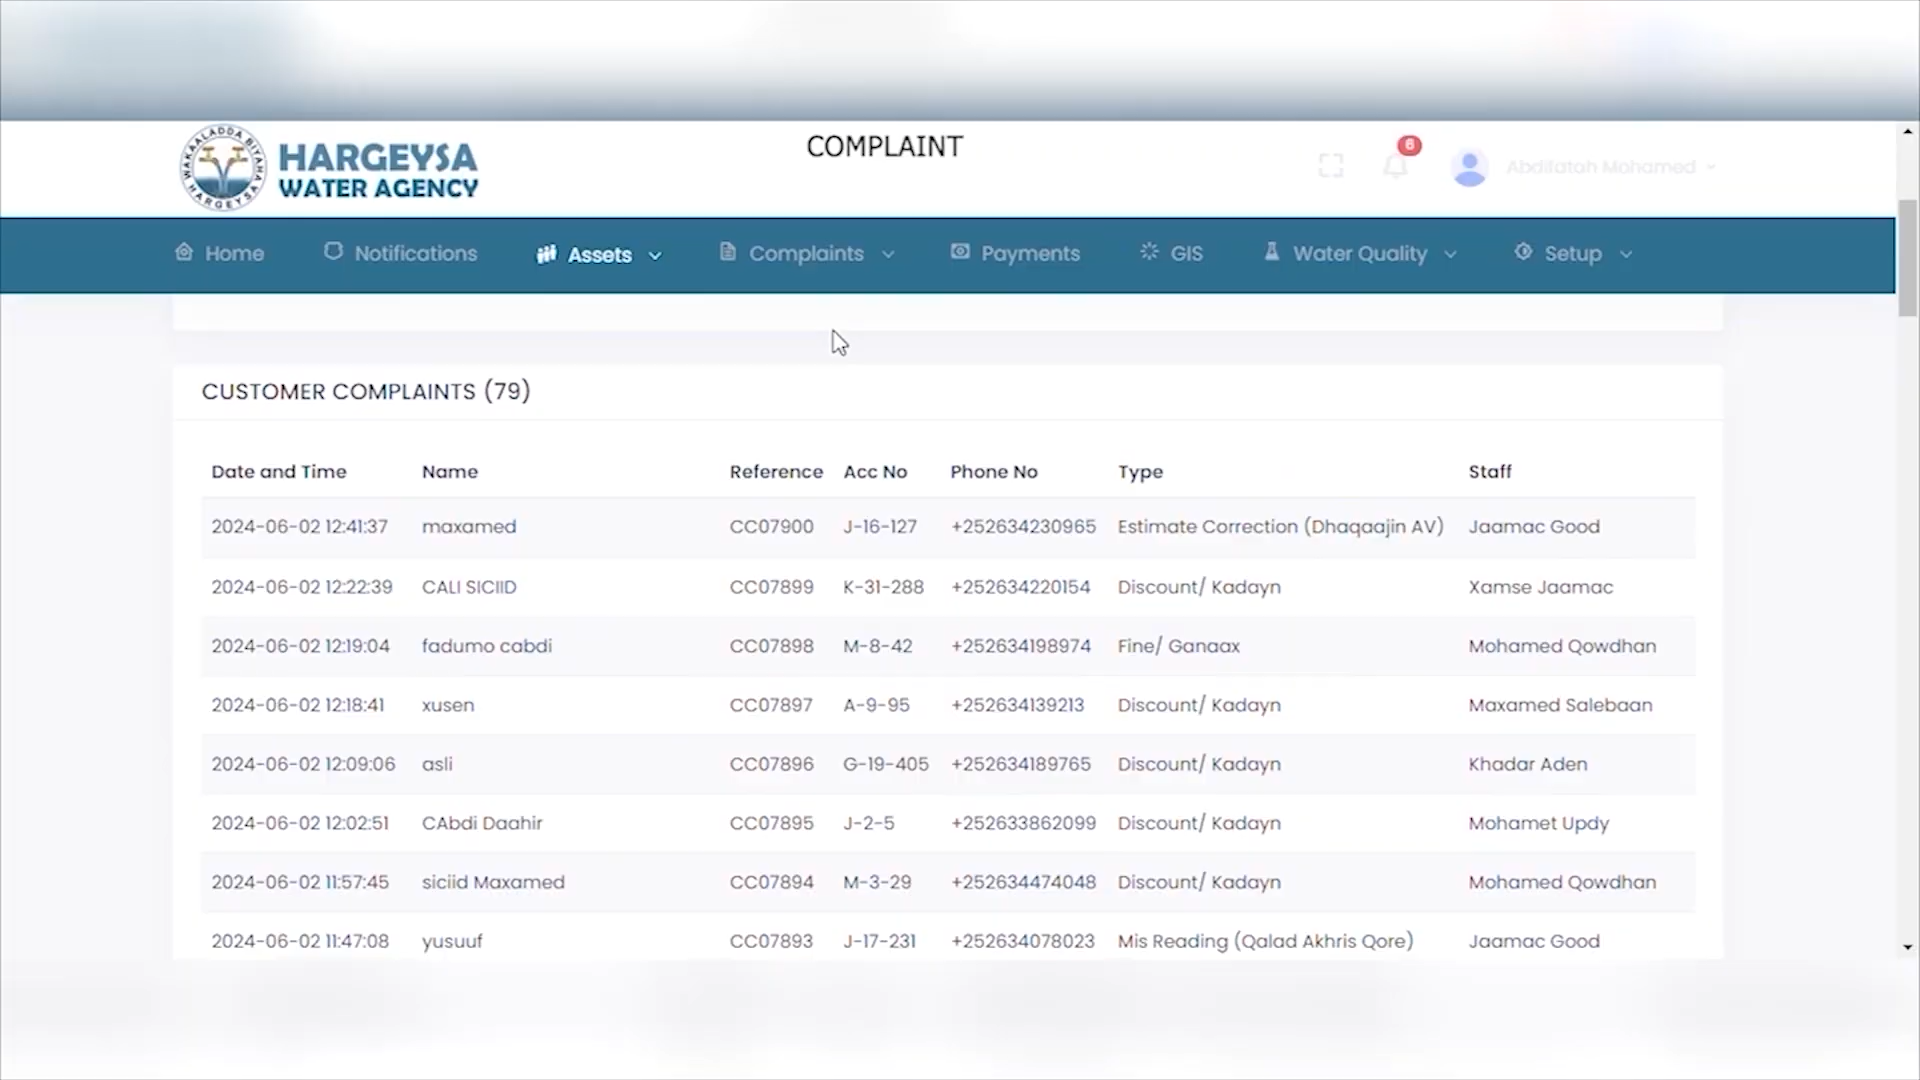 WAKAALADDA BIYAHA HARGEYSA
HARGEYSA
WATER AGENCY
COMPLAINT
6
Abdifatah Mohamed
Home Notifications Assets Complaints Payments GIS Water Quality Setup
CUSTOMER COMPLAINTS (79)
Date and Time Name Reference Acc No Phone No Type Staff
2024-06-02 12:41:37 maxamed CC07900 J-16-127 +252634230965 Estimate Correction (Dhaqaajin AV) Jaamac Good
2024-06-02 12:22:39 CALI SICIID CC07899 K-31-288 +252634220154 Discount/ Kadayn Xamse Jaamac
2024-06-02 12:19:04 fadumo cabdi CC07898 M-8-42 +252634198974 Fine/ Ganaax Mohamed Qowdhan
2024-06-02 12:18:41 xusen CC07897 A-9-95 +252634139213 Discount/ Kadayn Maxamed Salebaan
2024-06-02 12:09:06 asli CC07896 G-19-405 +252634189765 Discount/ Kadayn Khadar Aden
2024-06-02 12:02:51 CAbdi Daahir CC07895 J-2-5 +252633862099 Discount/ Kadayn Mohamet Updy
2024-06-02 11:57:45 siciid Maxamed CC07894 M-3-29 +252634474048 Discount/ Kadayn Mohamed Qowdhan
2024-06-02 11:47:08 yusuuf CC07893 J-17-231 +252634078023 Mis Reading (Qalad Akhris Qore) Jaamac Good